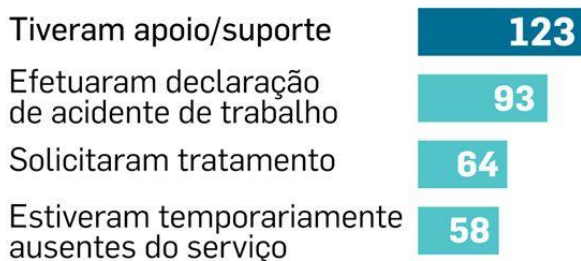 Tiveram apoio/suporte 123
Efetuaram declaração
de acidente de trabalho 93
Solicitaram tratamento 64
Estiveram temporariamente
ausentes do serviço 58